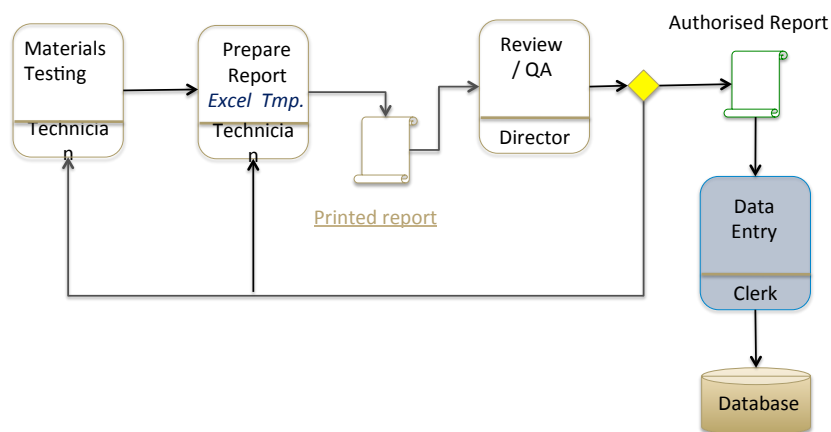 Authorised Report
Materials
Testing
Technicia
n
Prepare
Report
Excel Tmp.
Technicia
n
Printed report
Review
/ QA
Director
Data
Entry
Clerk
Database